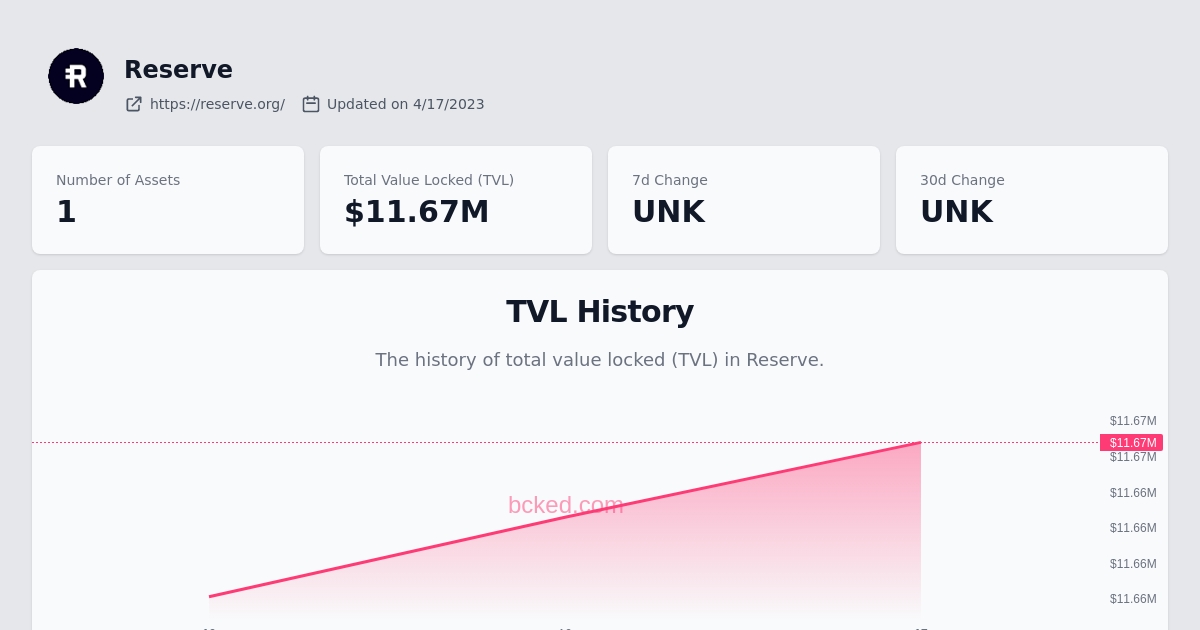 Reserve
https://reserve.org/ Updated on 4/17/2023
Number of Assets
1
Total Value Locked (TVL)
$11.67M
7d Change
UNK
30d Change
UNK
TVL History
The history of total value locked (TVL) in Reserve.
$11.67M
$11.67M
$11.67M
bcked.com
$11.66M
$11.66M
$11.66M
$11.66M